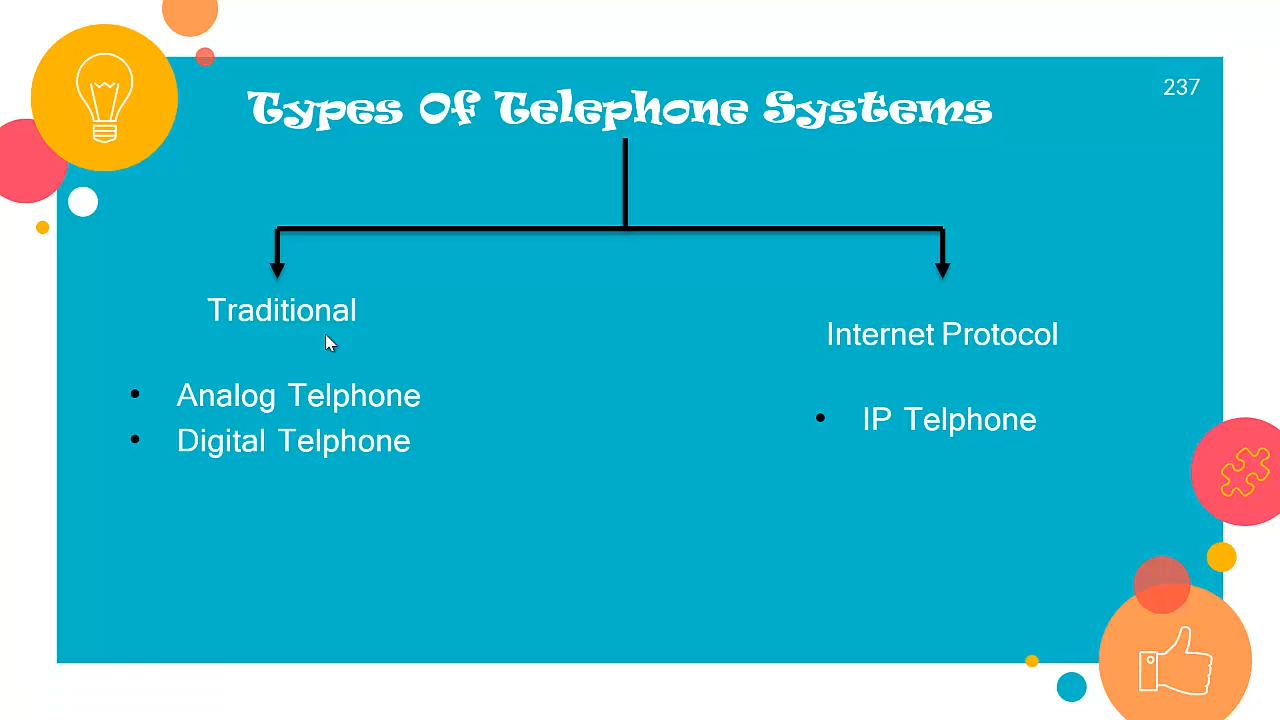 237
Types Of Telephone Systems
Traditional
Analog Telphone
Digital Telphone
Internet Protocol
IP Telphone